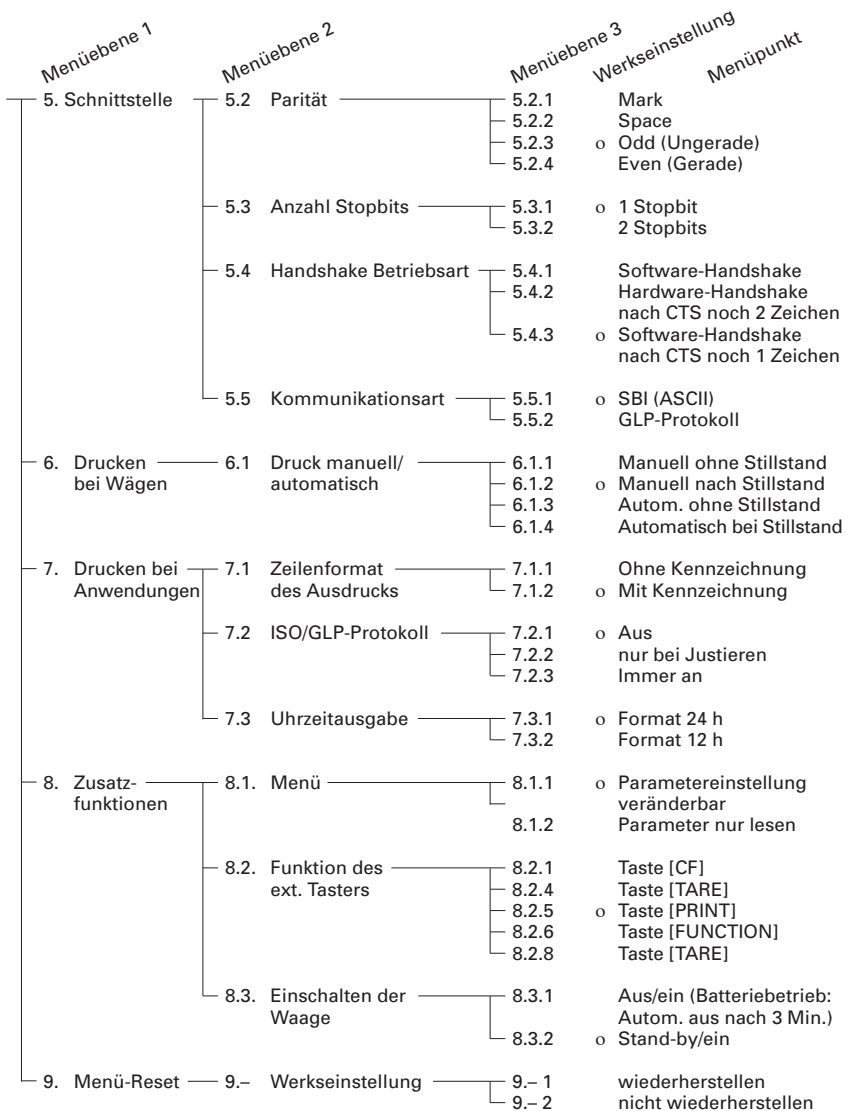 Menüebene 1 Menüebene 2 Menüebene 3 Werkseinstellung Menüpunkt
5. Schnittstelle 5.2 Parität 5.2.1 Mark
5.2.2 Space
5.2.3 o Odd (Ungerade)
5.2.4 Even (Gerade)
5.3 Anzahl Stopbits 5.3.1 o 1 Stopbit
5.3.2 2 Stopbits
5.4 Handshake Betriebsart 5.4.1 Software-Handshake
5.4.2 Hardware-Handshake
nach CTS noch 2 Zeichen
5.4.3 o Software-Handshake
nach CTS noch 1 Zeichen
5.5 Kommunikationsart 5.5.1 o SBI (ASCII)
5.5.2 GLP-Protokoll
6. Drucken 6.1 Druck manuell/ 6.1.1 Manuell ohne Stillstand
bei Wägen automatisch 6.1.2 o Manuell nach Stillstand
6.1.3 Autom. ohne Stillstand
6.1.4 Automatisch bei Stillstand
7. Drucken bei 7.1 Zeilenformat 7.1.1 Ohne Kennzeichnung
Anwendungen des Ausdrucks 7.1.2 o Mit Kennzeichnung
7.2 ISO/GLP-Protokoll 7.2.1 o Aus
7.2.2 nur bei Justieren
7.2.3 Immer an
7.3 Uhrzeitausgabe 7.3.1 o Format 24 h
7.3.2 Format 12 h
8. Zusatz- 8.1. Menü 8.1.1 o Parametereinstellung
funktionen veränderbar
8.1.2 Parameter nur lesen
8.2. Funktion des 8.2.1 Taste [CF]
ext. Tasters 8.2.4 Taste [TARE]
8.2.5 o Taste [PRINT]
8.2.6 Taste [FUNCTION]
8.2.8 Taste [TARE]
8.3. Einschalten der 8.3.1 Aus/ein (Batteriebetrieb:
Waage Autom. aus nach 3 Min.)
8.3.2 o Stand-by/ein
9. Menü-Reset 9.– Werkseinstellung 9.– 1 wiederherstellen
9.– 2 nicht wiederherstellen